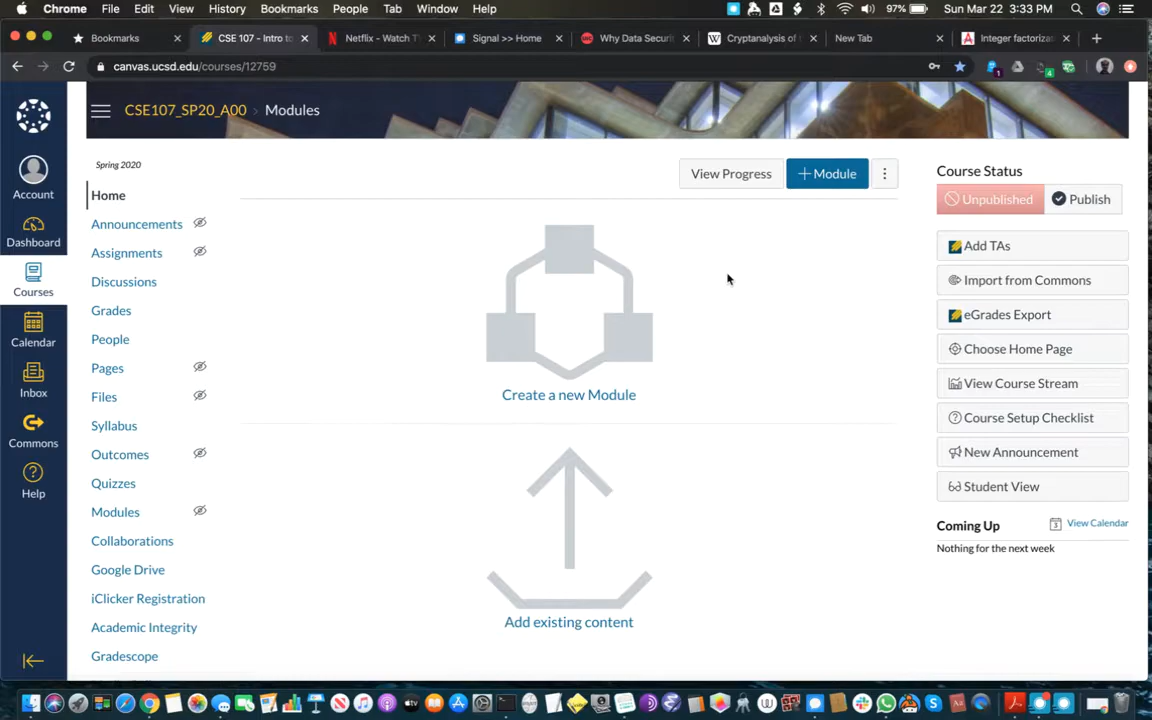 Chrome File Edit View History Bookmarks People Tab Window Help 97% Sun Mar 22 3:33 PM
Bookmarks CSE 107 - Intro to Netflix - Watch T Signal >> Home Why Data Securi Cryptanalysis of t New Tab Integer factoriza
canvas.ucsd.edu/courses/12759
CSE107_SP20_A00 > Modules
Account
Dashboard
Courses
Calendar
Inbox
Commons
Help
Spring 2020
Home
Announcements
Assignments
Discussions
Grades
People
Pages
Files
Syllabus
Outcomes
Quizzes
Modules
Collaborations
Google Drive
iClicker Registration
Academic Integrity
Gradescope
View Progress + Module
Create a new Module
Add existing content
Course Status
Unpublished Publish
Add TAs
Import from Commons
eGrades Export
Choose Home Page
View Course Stream
Course Setup Checklist
New Announcement
Student View
Coming Up View Calendar
Nothing for the next week